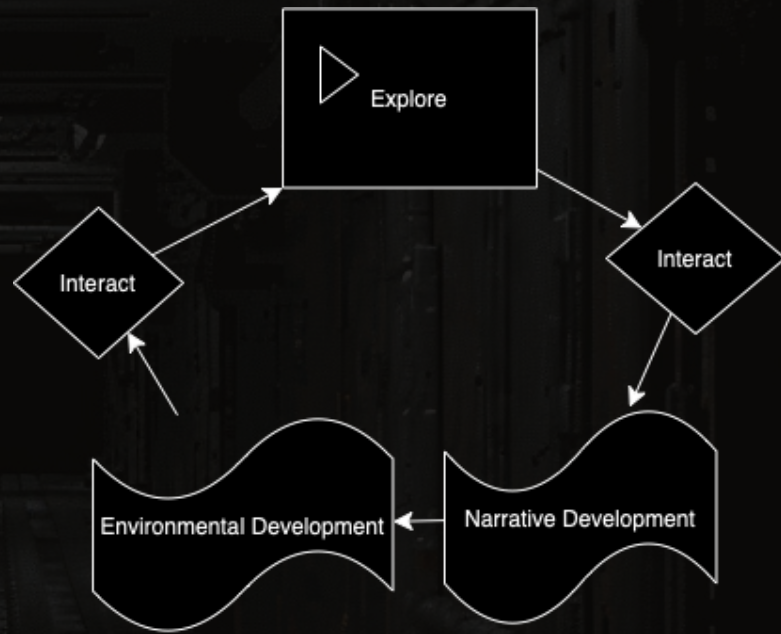 Explore
Interact
Interact
Environmental Development
Narrative Development